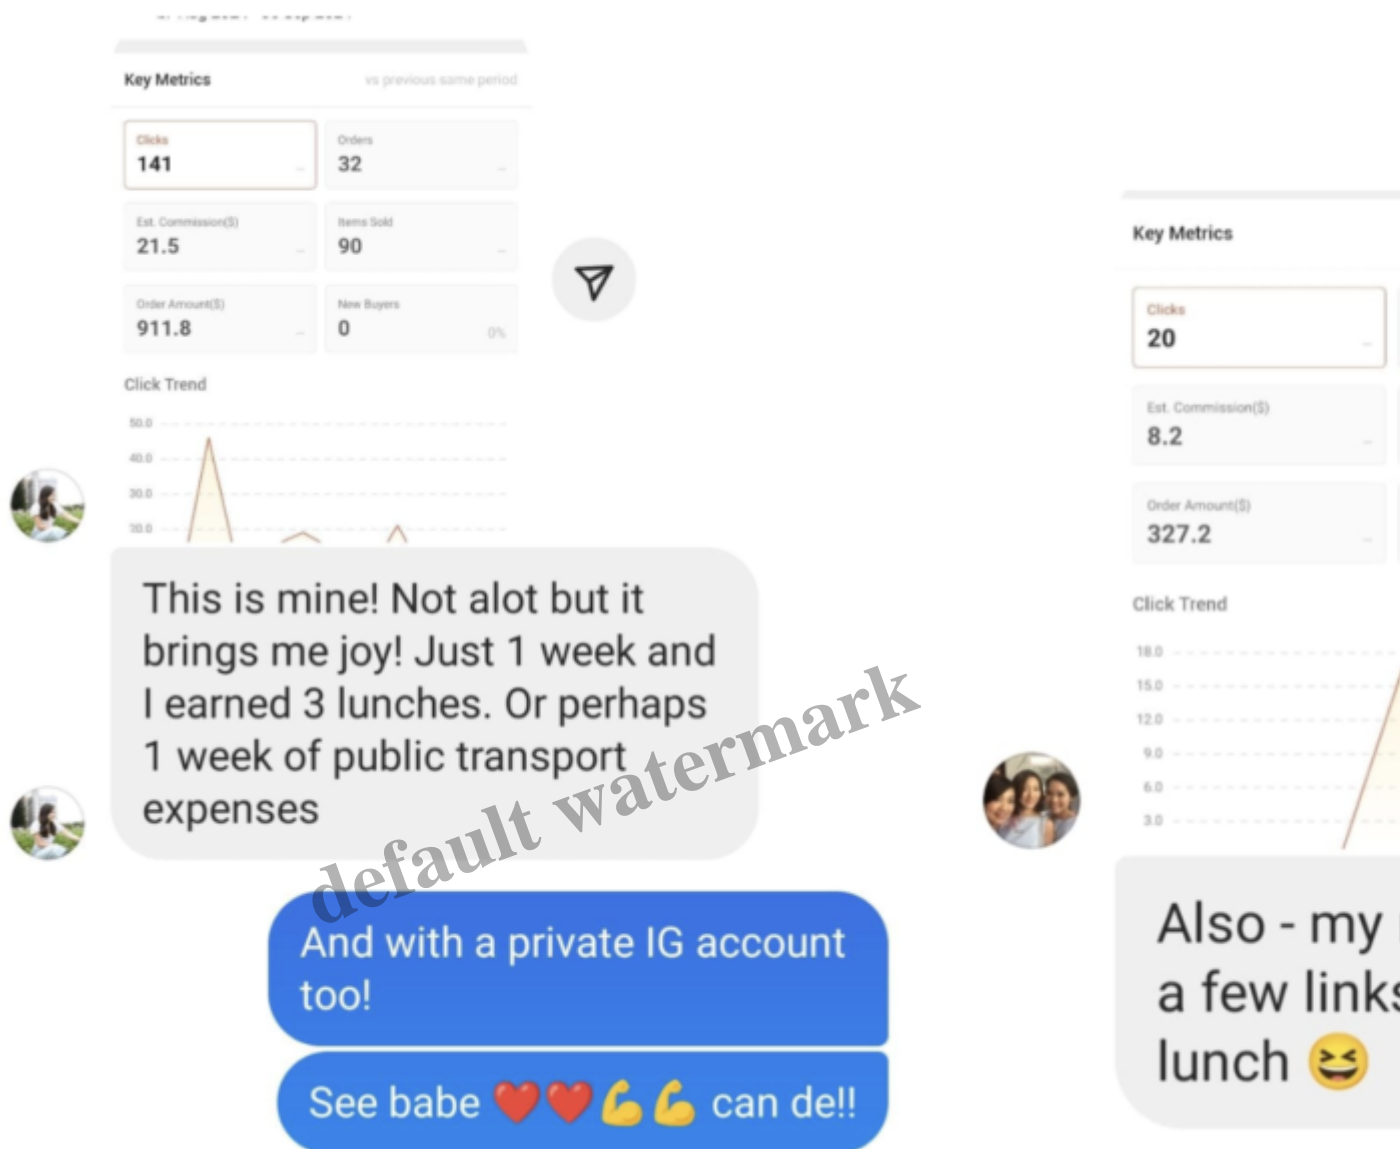 Key Metrics
vs previous same period
Clicks
141
Orders
32
Est. Commission($)
21.5
Items Sold
90
Order Amount($)
911.8
New Buyers
0
0%
Click Trend
50.0
40.0
30.0
20.0
This is mine! Not alot but it
brings me joy! Just 1 week and
I earned 3 lunches. Or perhaps
1 week of public transport
expenses
default watermark
And with a private IG account
too!
See babe ❤️❤️💪💪 can de!!
Key Metrics
Clicks
20
Est. Commission($)
8.2
Order Amount($)
327.2
Click Trend
18.0
15.0
12.0
9.0
6.0
3.0
Also - my
a few links
lunch 😆